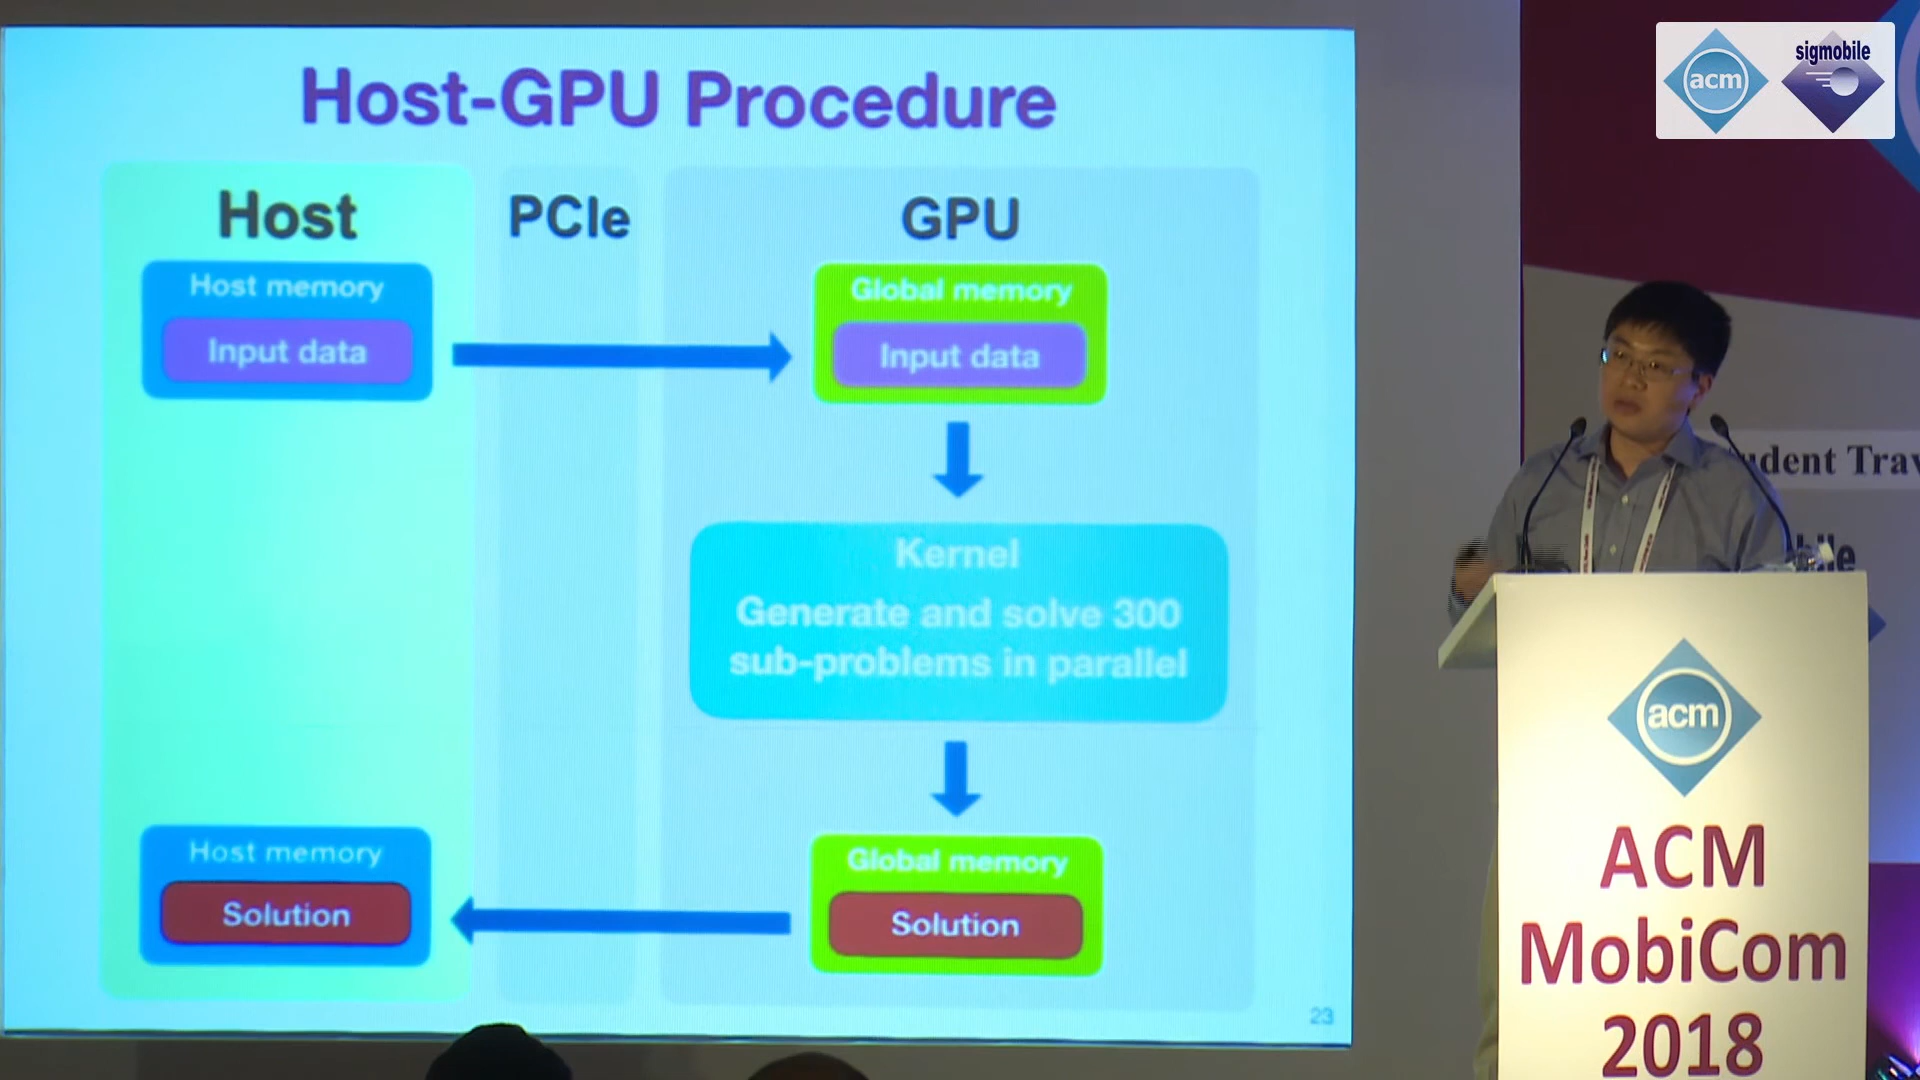 Host-GPU Procedure
Host
PCIe
GPU
Host memory
Input data
Global memory
Input data
Kernel
Generate and solve 300
sub-problems in parallel
Host memory
Solution
Global memory
Solution
23
acm
sigmobile
acm
ACM
MobiCom
2018